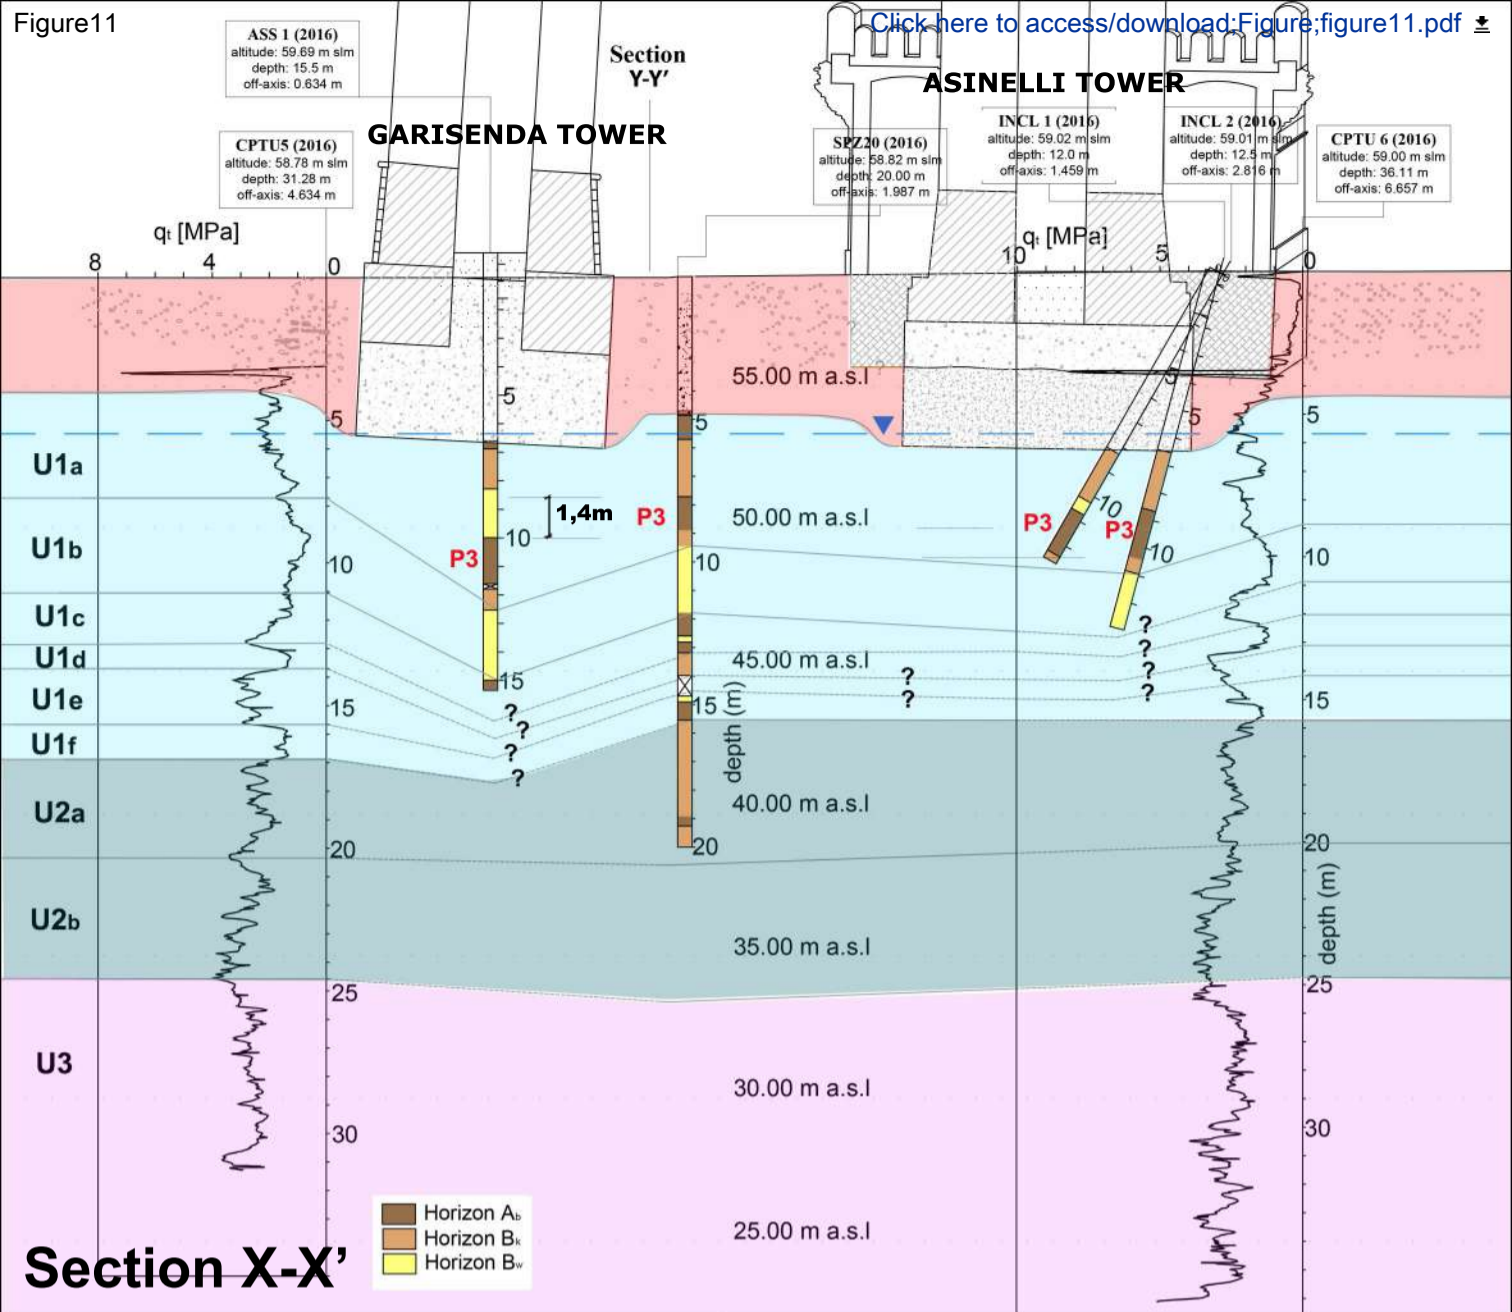 Figure11
Click here to access/download;Figure;figure11.pdf
ASS 1 (2016)
altitude: 59.69 m slm
depth: 15.5 m
off-axis: 0.634 m
Section
Y-Y’
ASINELLI TOWER
GARISENDA TOWER
CPTU5 (2016)
altitude: 58.78 m slm
depth: 31.28 m
off-axis: 4.634 m
SPZ20 (2016)
altitude: 58.82 m slm
depth: 20.00 m
off-axis: 1.987 m
INCL 1 (2016)
altitude: 59.02 m slm
depth: 12.0 m
off-axis: 1.459 m
INCL 2 (2016)
altitude: 59.01 m slm
depth: 12.5 m
off-axis: 2.816 m
CPTU 6 (2016)
altitude: 59.00 m slm
depth: 36.11 m
off-axis: 6.657 m
qt [MPa]
8 4 0
qt [MPa]
10 5 0
55.00 m a.s.l
5
5
5
5
5
5
U1a
1,4m
P3
50.00 m a.s.l
P3
P3
10
10
P3
10
U1b
10
10
10
U1c
?
U1d
45.00 m a.s.l
?
?
?
?
?
15
U1e
15
15
15
?
?
depth (m)
U1f
?
?
U2a
40.00 m a.s.l
20
20
20
U2b
35.00 m a.s.l
depth (m)
25
25
U3
30.00 m a.s.l
30
30
Horizon Ab
Horizon Bk
Horizon Bw
25.00 m a.s.l
Section X-X’